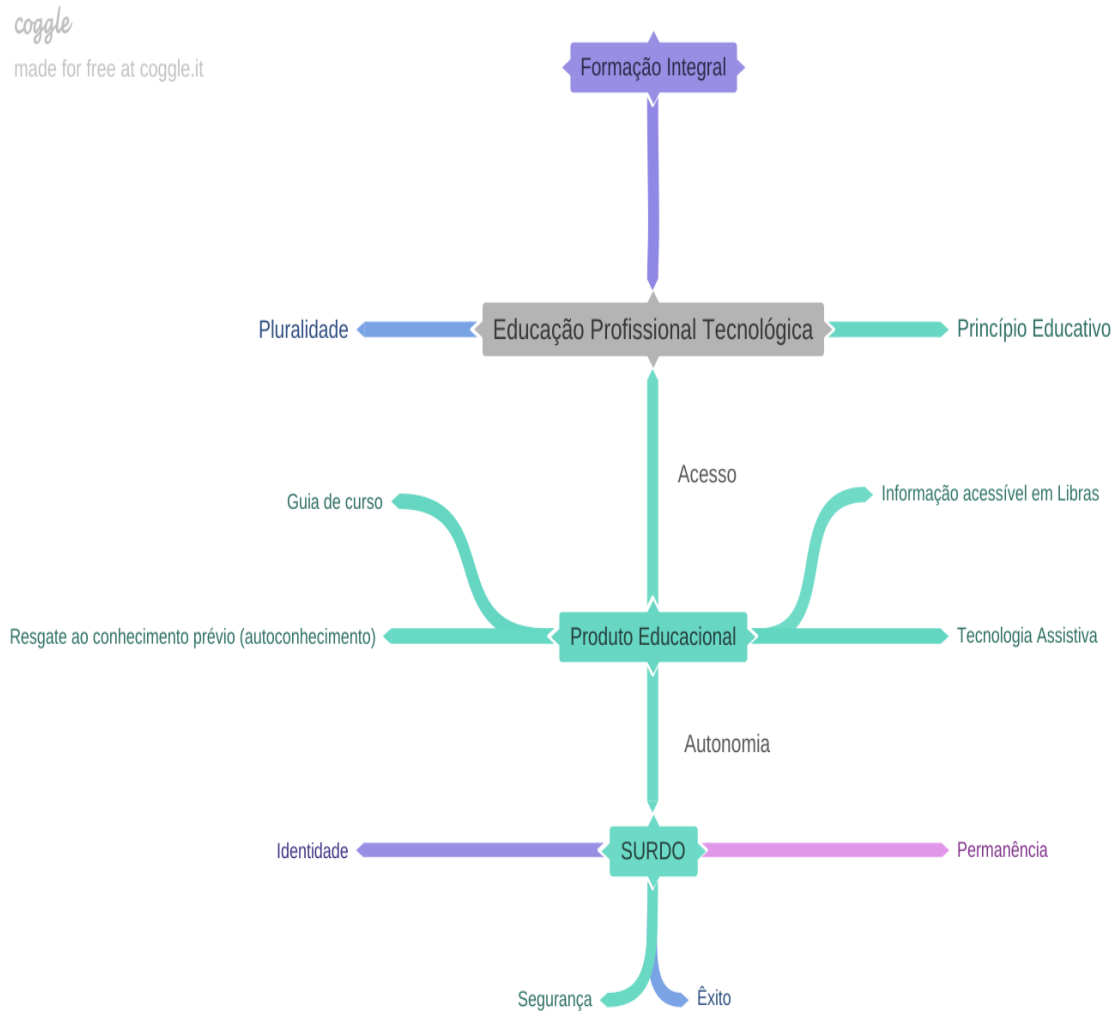 coggle
made for free at coggle.it
Formação Integral
Pluralidade
Educação Profissional Tecnológica
Princípio Educativo
Acesso
Guia de curso
Informação acessível em Libras
Resgate ao conhecimento prévio (autoconhecimento)
Produto Educacional
Tecnologia Assistiva
Autonomia
Identidade
SURDO
Permanência
Segurança
Êxito